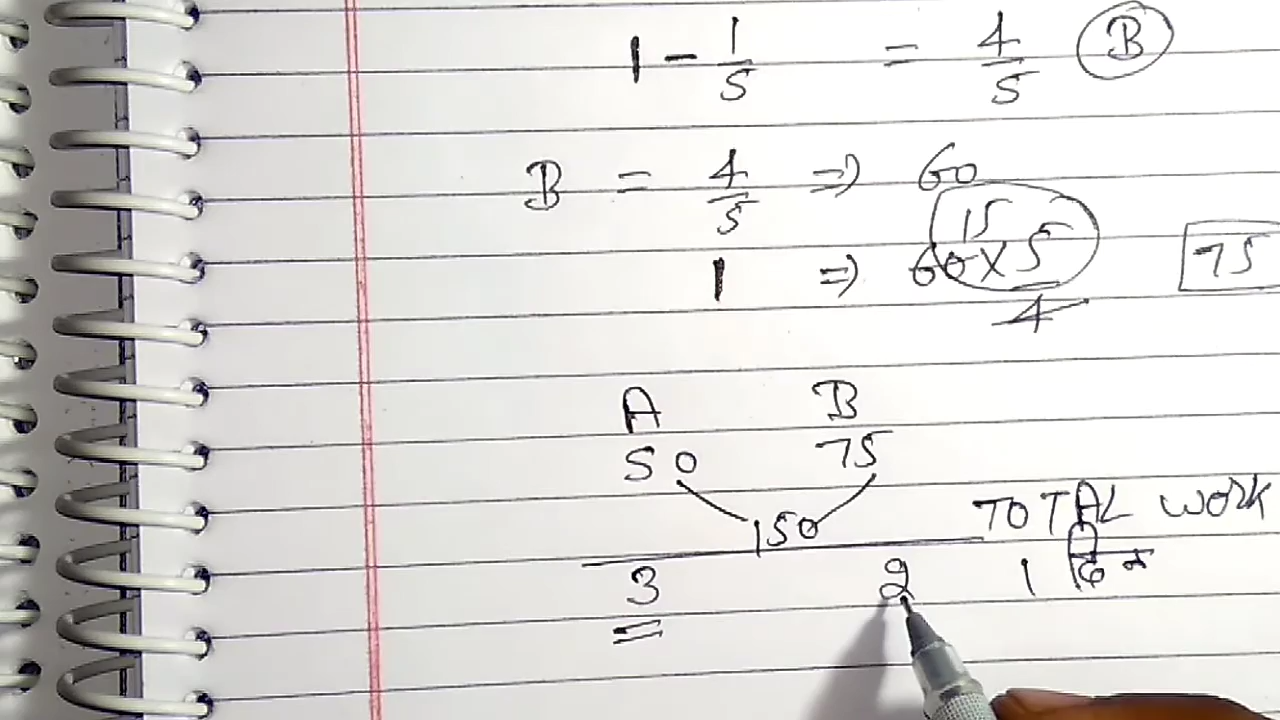 1 - 1/5 = 4/5 B
B = 4/5 => 60
1 => 60 15 × 5 / 4 75
A B
50 75
150 TOTAL WORK
3 2 1 दिन